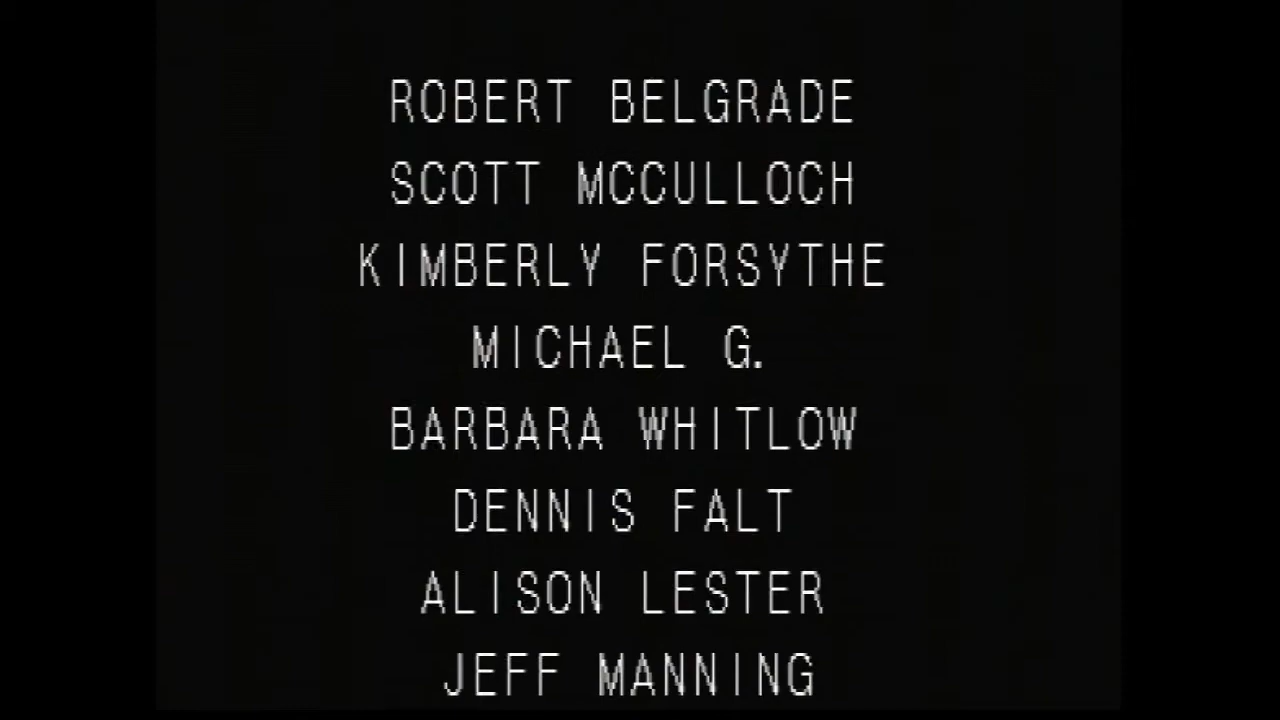 ROBERT BELGRADE
SCOTT MCCULLOCH
KIMBERLY FORSYTHE
MICHAEL G.
BARBARA WHITLOW
DENNIS FALT
ALISON LESTER
JEFF MANNING